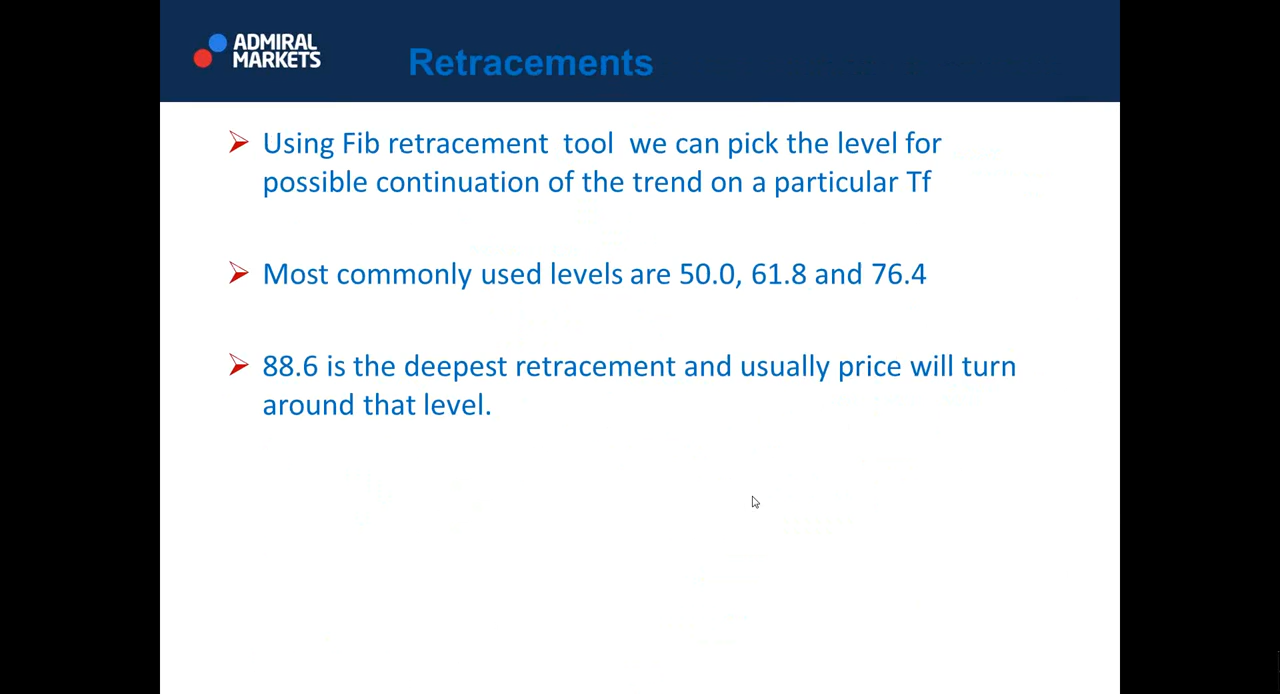 ADMIRAL
MARKETS
Retracements
Using Fib retracement tool we can pick the level for
possible continuation of the trend on a particular Tf
Most commonly used levels are 50.0, 61.8 and 76.4
88.6 is the deepest retracement and usually price will turn
around that level.